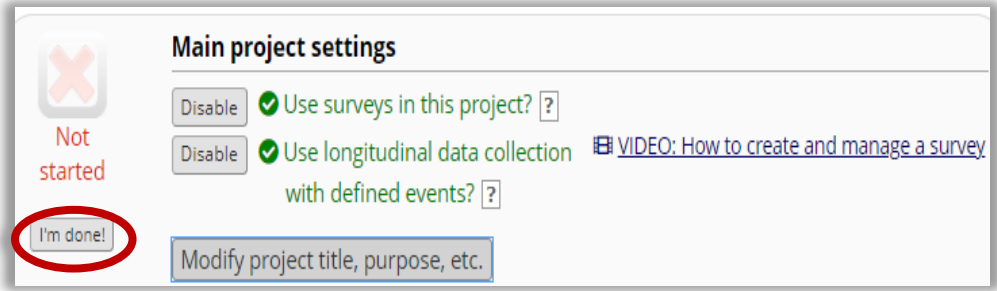 Main project settings
Disable Use surveys in this project? ?
Not started
Disable Use longitudinal data collection with defined events? ?
VIDEO: How to create and manage a survey
I'm done!
Modify project title, purpose, etc.